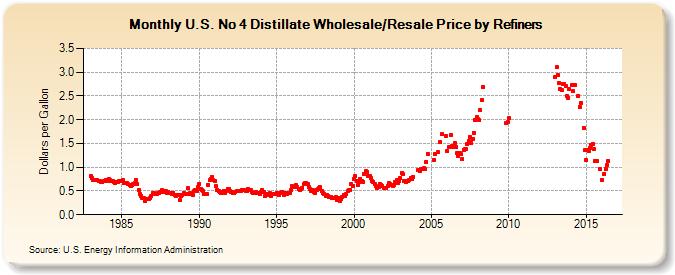 Monthly U.S. No 4 Distillate Wholesale/Resale Price by Refiners
Dollars per Gallon
3.5
3.0
2.5
2.0
1.5
1.0
0.5
0.0
1985 1990 1995 2000 2005 2010 2015
Source: U.S. Energy Information Administration